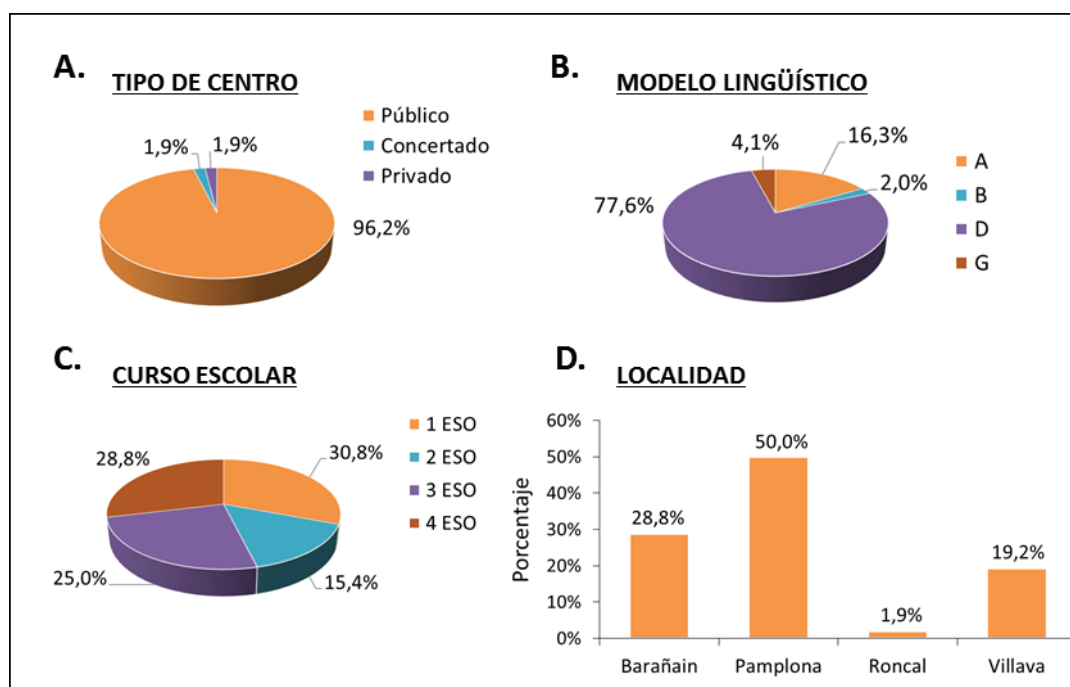 A.
TIPO DE CENTRO
Público
Concertado
Privado
1,9%
1,9%
96,2%
B.
MODELO LINGÜÍSTICO
4,1%
16,3%
2,0%
77,6%
A
B
D
G
C.
CURSO ESCOLAR
1 ESO
2 ESO
3 ESO
4 ESO
28,8%
30,8%
25,0%
15,4%
D.
LOCALIDAD
Porcentaje
60%
50%
40%
30%
20%
10%
0%
28,8%
50,0%
1,9%
19,2%
Barañain
Pamplona
Roncal
Villava